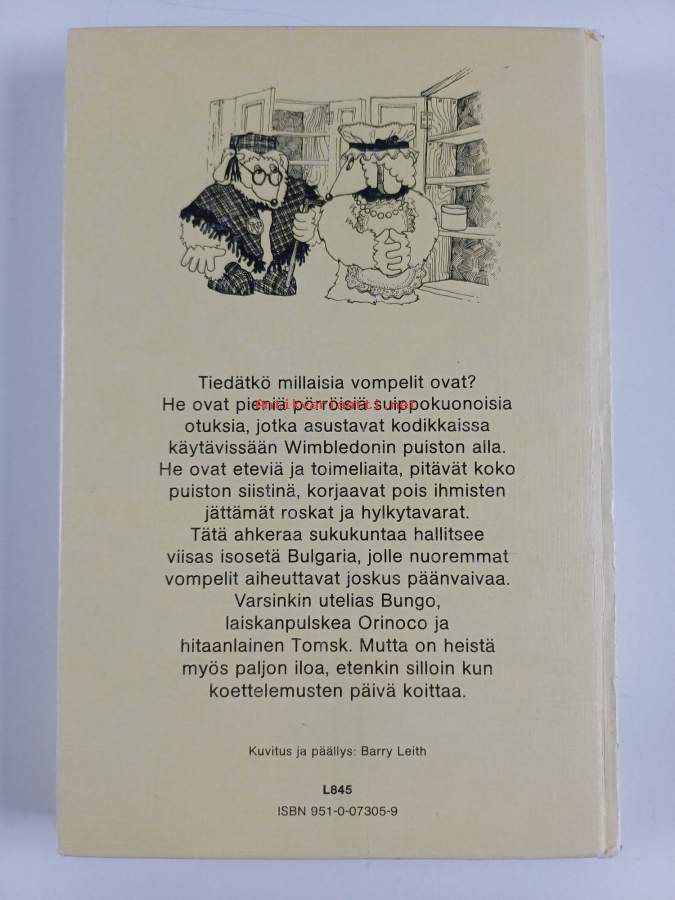 Tiedätkö millaisia vompelit ovat?
He ovat pieniä pörröisiä suippokuonoisia
Antikvariaatti.net
otuksia, jotka asustavat kodikkaissa
käytävissään Wimbledonin puiston alla.
He ovat eteviä ja toimeliaita, pitävät koko
puiston siistinä, korjaavat pois ihmisten
jättämät roskat ja hylkytavarat.
Tätä ahkeraa sukukuntaa hallitsee
viisas isosetä Bulgaria, jolle nuoremmat
vompelit aiheuttavat joskus päänvaivaa.
Varsinkin utelias Bungo,
laiskanpulskea Orinoco ja
hitaanlainen Tomsk. Mutta on heistä
myös paljon iloa, etenkin silloin kun
koettelemusten päivä koittaa.
Kuvitus ja päällys: Barry Leith
L845
ISBN 951-0-07305-9